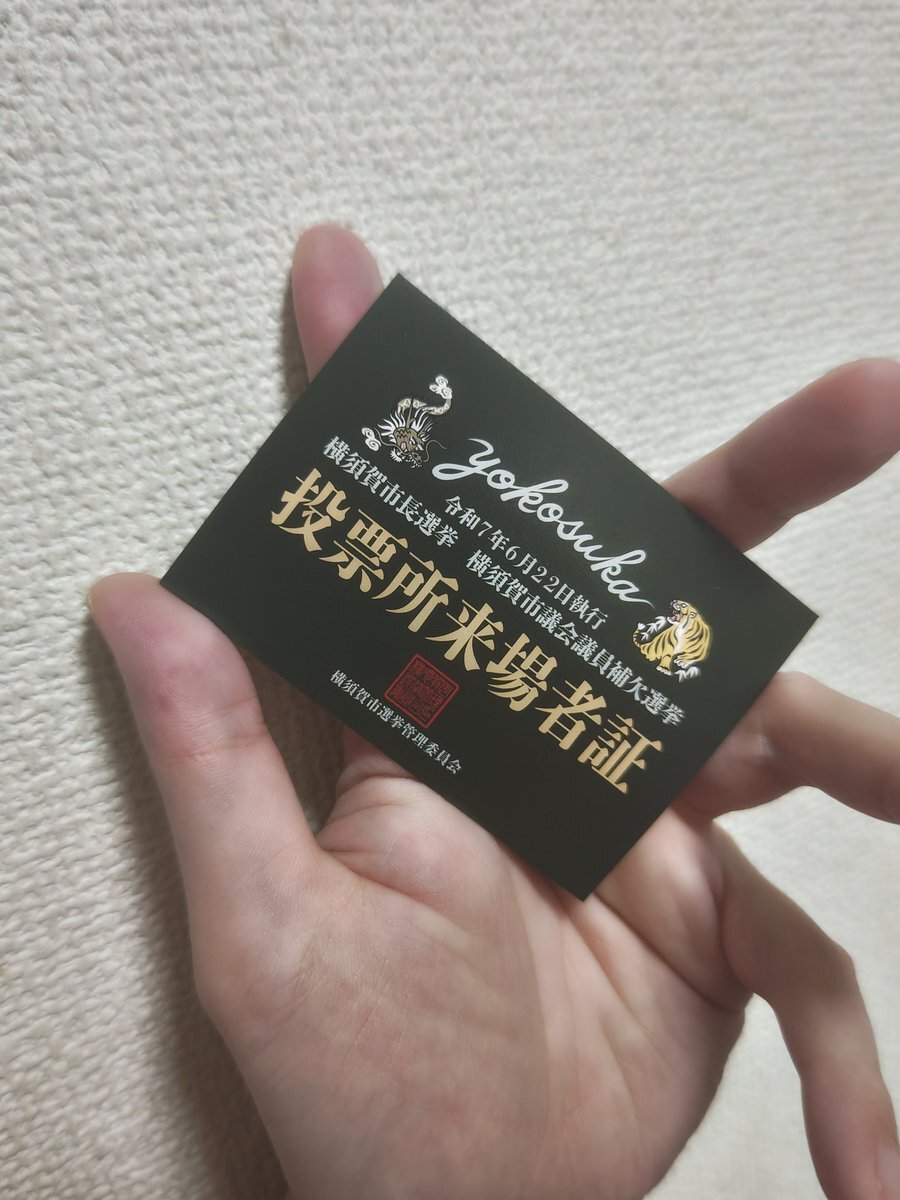 yokosuka
令和7年6月22日執行
横須賀市長選挙 横須賀市議会議員補欠選挙
投票所来場者証
横須賀市選挙管理委員会